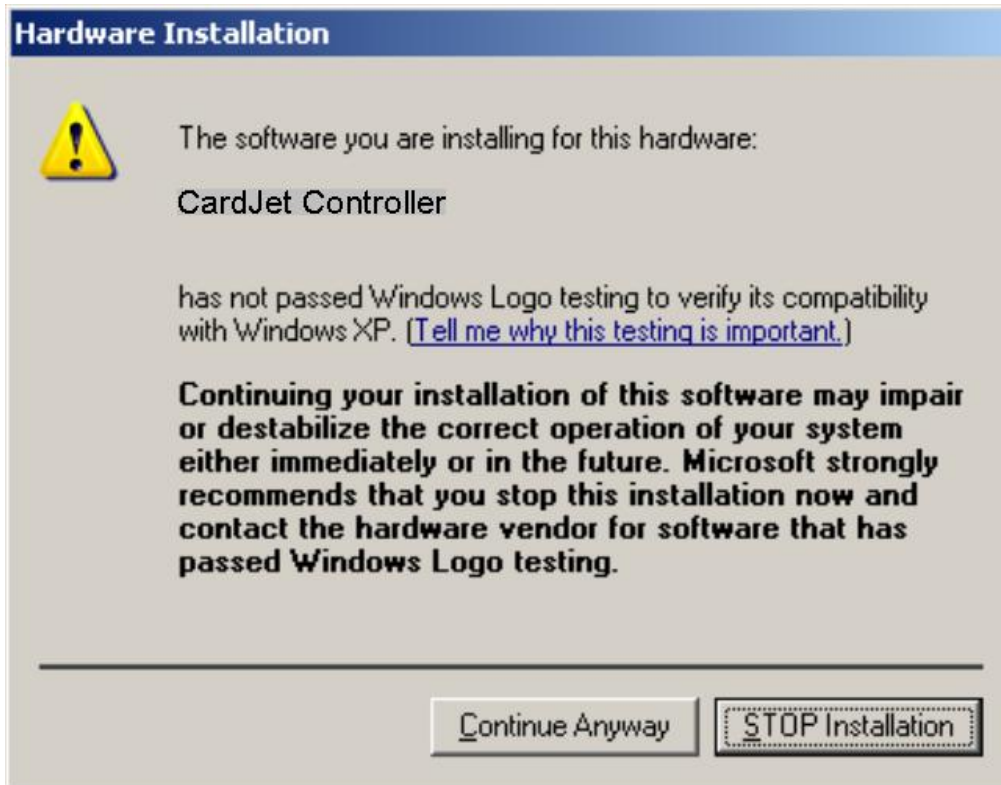 Hardware Installation
The software you are installing for this hardware:
CardJet Controller
has not passed Windows Logo testing to verify its compatibility
with Windows XP. (Tell me why this testing is important.)
Continuing your installation of this software may impair
or destabilize the correct operation of your system
either immediately or in the future. Microsoft strongly
recommends that you stop this installation now and
contact the hardware vendor for software that has
passed Windows Logo testing.
Continue Anyway
STOP Installation